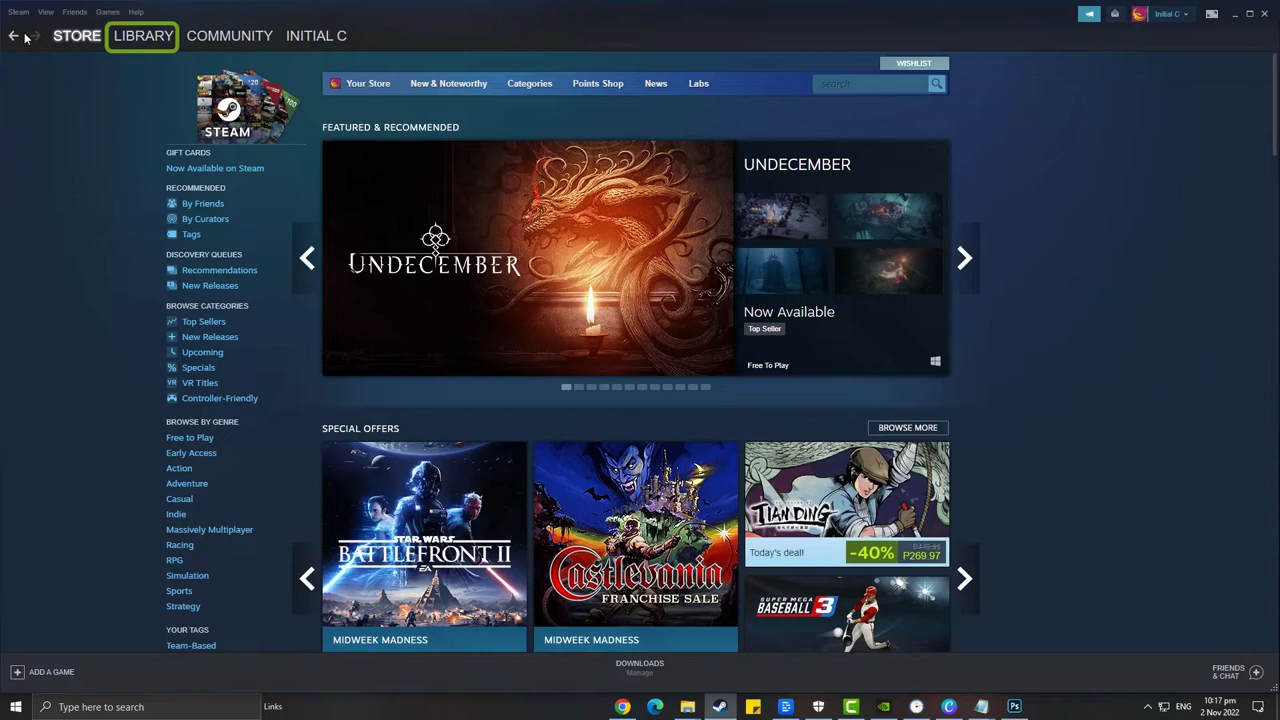 Steam View Friends Games Help
Initial C
STORE LIBRARY COMMUNITY INITIAL C
WISHLIST
Your Store New & Noteworthy Categories Points Shop News Labs search
STEAM
GIFT CARDS
Now Available on Steam
RECOMMENDED
By Friends
By Curators
Tags
DISCOVERY QUEUES
Recommendations
New Releases
BROWSE CATEGORIES
Top Sellers
New Releases
Upcoming
Specials
VR VR Titles
Controller-Friendly
BROWSE BY GENRE
Free to Play
Early Access
Action
Adventure
Casual
Indie
Massively Multiplayer
Racing
RPG
Simulation
Sports
Strategy
YOUR TAGS
Team-Based
FEATURED & RECOMMENDED
UNDECEMBER
UNDECEMBER
Now Available
Top Seller
Free To Play
SPECIAL OFFERS
BROWSE MORE
STAR WARS
BATTLEFRONT II
EA
MIDWEEK MADNESS
Castlevania
FRANCHISE SALE
MIDWEEK MADNESS
TIANDING
Today's deal!
-40%
P269.97
SUPER MEGA
BASEBALL 3
ADD A GAME
DOWNLOADS
Manage
FRIENDS
& CHAT
Type here to search
Links
10:17 pm
2 Nov 2022